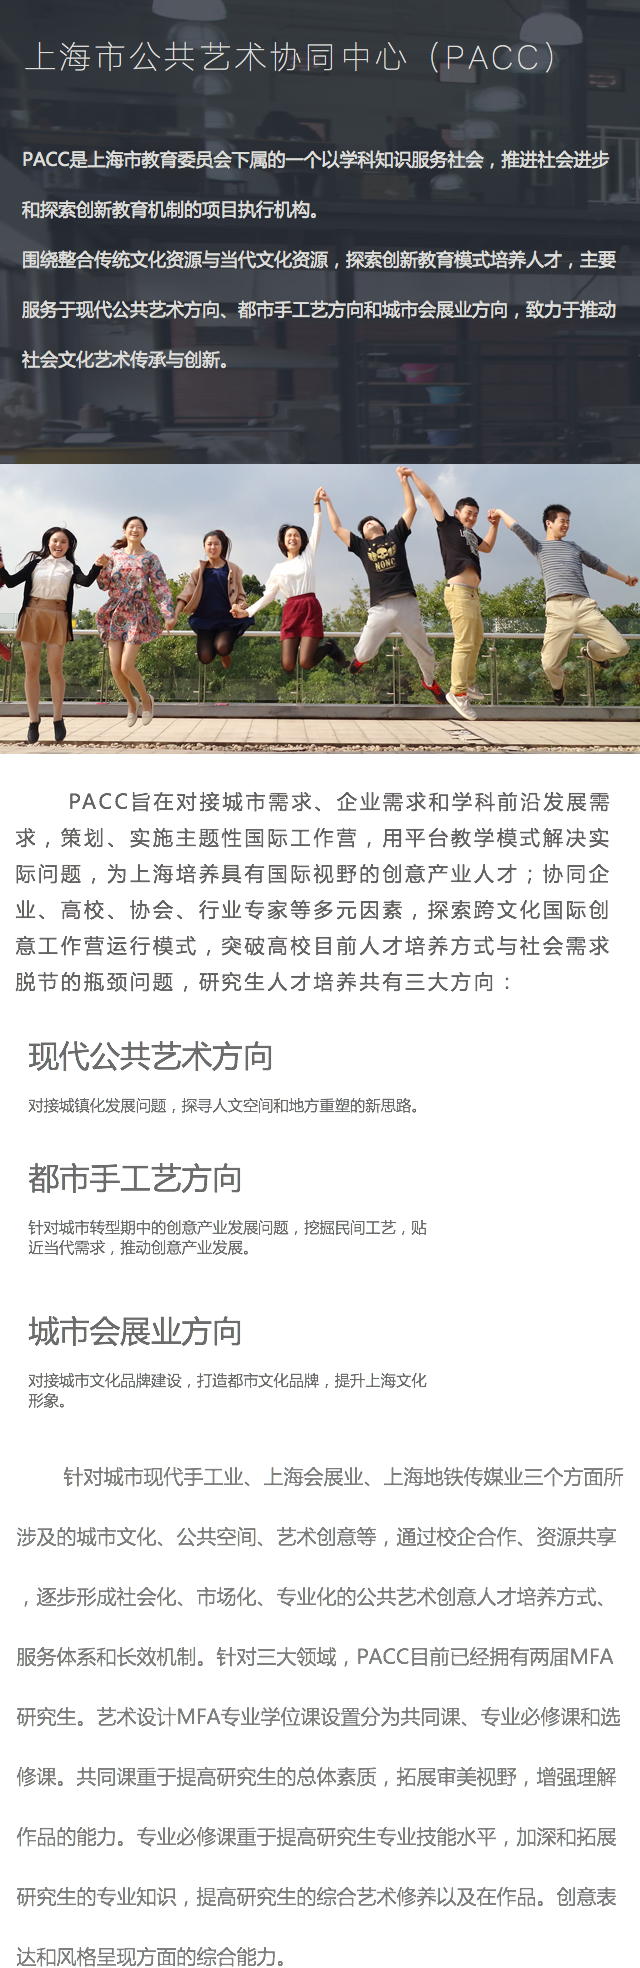 上海市公共艺术协同中心（PACC）
PACC是上海市教育委员会下属的一个以学科知识服务社会，推进社会进步
和探索创新教育机制的项目执行机构。
围绕整合传统文化资源与当代文化资源，探索创新教育模式培养人才，主要
服务于现代公共艺术方向、都市手工艺方向和城市会展业方向，致力于推动
社会文化艺术传承与创新。
NONC
PACC旨在对接城市需求、企业需求和学科前沿发展需
求，策划、实施主题性国际工作营，用平台教学模式解决实
际问题，为上海培养具有国际视野的创意产业人才；协同企
业、高校、协会、行业专家等多元因素，探索跨文化国际创
意工作营运行模式，突破高校目前人才培养方式与社会需求
脱节的瓶颈问题，研究生人才培养共有三大方向：
现代公共艺术方向
对接城镇化发展问题，探寻人文空间和地方重塑的新思路。
都市手工艺方向
针对城市转型期中的创意产业发展问题，挖掘民间工艺，贴
近当代需求，推动创意产业发展。
城市会展业方向
对接城市文化品牌建设，打造都市文化品牌，提升上海文化
形象。
针对城市现代手工业、上海会展业、上海地铁传媒业三个方面所
涉及的城市文化、公共空间、艺术创意等，通过校企合作、资源共享
，逐步形成社会化、市场化、专业化的公共艺术创意人才培养方式、
服务体系和长效机制。针对三大领域，PACC目前已经拥有两届MFA
研究生。艺术设计MFA专业学位课设置分为共同课、专业必修课和选
修课。共同课重于提高研究生的总体素质，拓展审美视野，增强理解
作品的能力。专业必修课重于提高研究生专业技能水平，加深和拓展
研究生的专业知识，提高研究生的综合艺术修养以及在作品。创意表
达和风格呈现方面的综合能力。